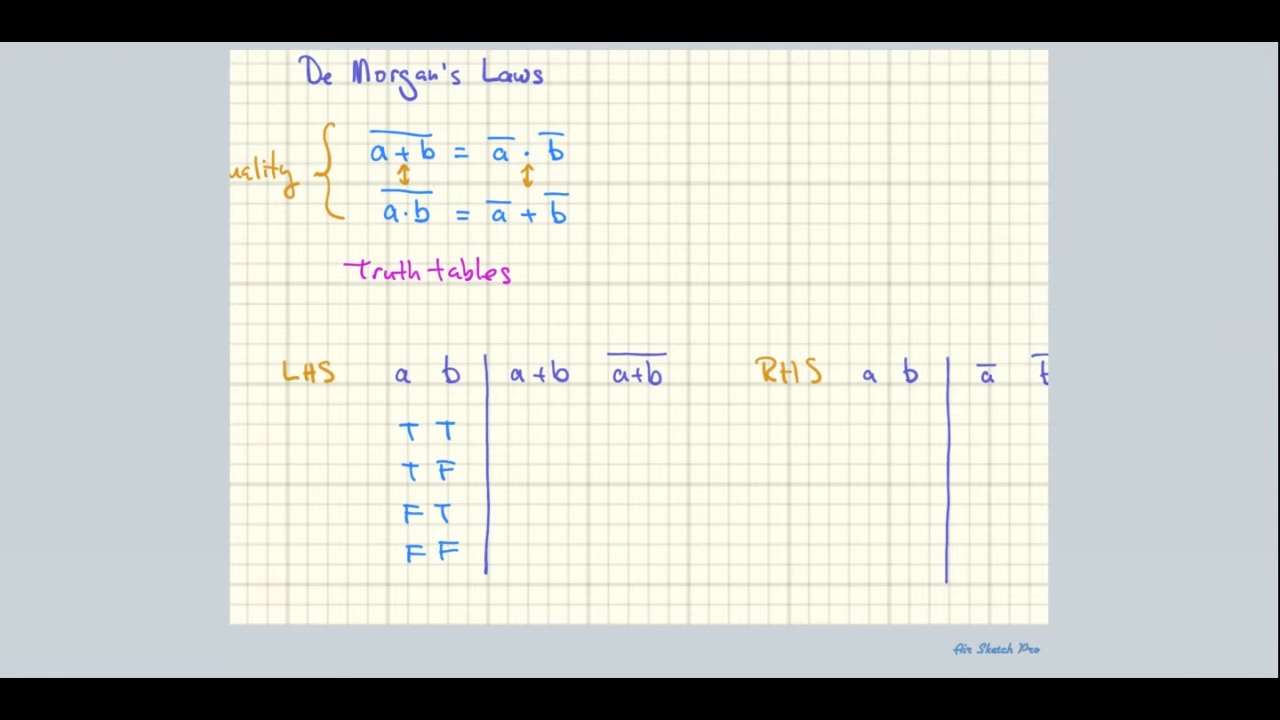 De Morgan's Laws
a̅ ̅+̅ ̅b̅ = a̅ · b̅
uality
a̅ ̅·̅ ̅b̅ = a̅ + b̅
Truth tables
LHS a b a+b a̅+̅b̅ RHS a b a̅
T T
T F
F T
F F
Air Sketch Pro